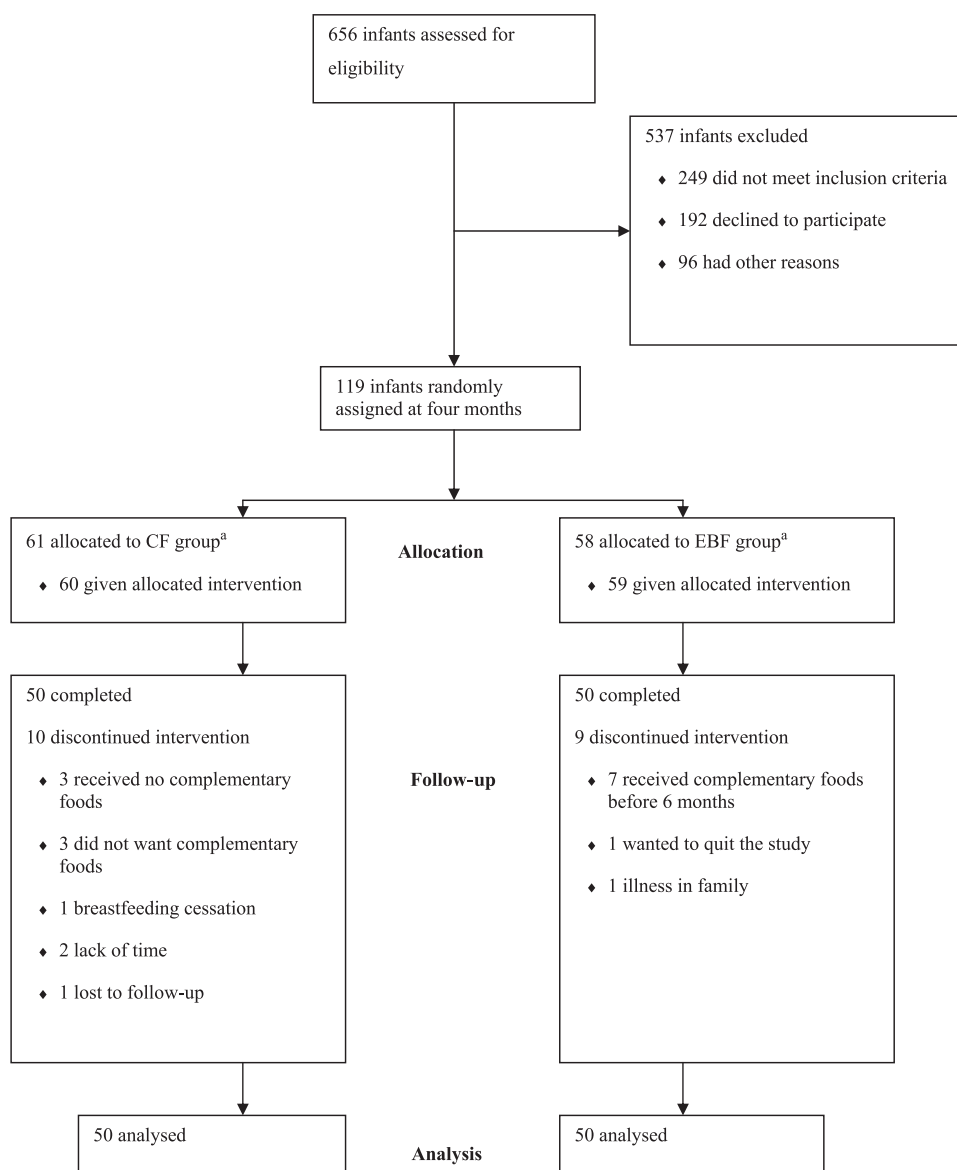 656 infants assessed for
eligibility
537 infants excluded
♦ 249 did not meet inclusion criteria
♦ 192 declined to participate
♦ 96 had other reasons
119 infants randomly
assigned at four months
61 allocated to CF groupᵃ
♦ 60 given allocated intervention
Allocation
58 allocated to EBF groupᵃ
♦ 59 given allocated intervention
50 completed
10 discontinued intervention
♦ 3 received no complementary
foods
♦ 3 did not want complementary
foods
♦ 1 breastfeeding cessation
♦ 2 lack of time
♦ 1 lost to follow-up
Follow-up
50 completed
9 discontinued intervention
♦ 7 received complementary foods
before 6 months
♦ 1 wanted to quit the study
♦ 1 illness in family
50 analysed
Analysis
50 analysed